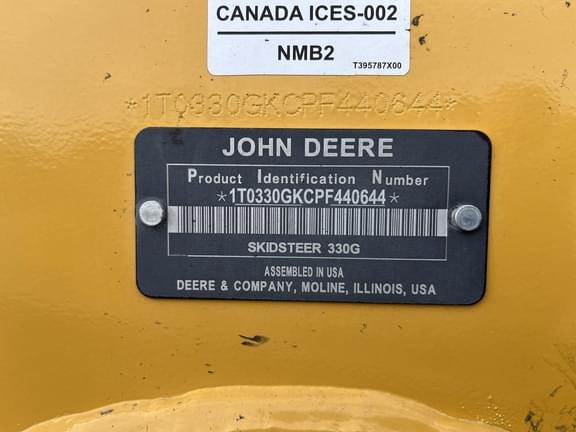 CANADA ICES-002
NMB2
T395787X00
*1T0330GKCPF440644*
JOHN DEERE
Product Identification Number
*1T0330GKCPF440644*
SKIDSTEER 330G
ASSEMBLED IN USA
DEERE & COMPANY, MOLINE, ILLINOIS, USA